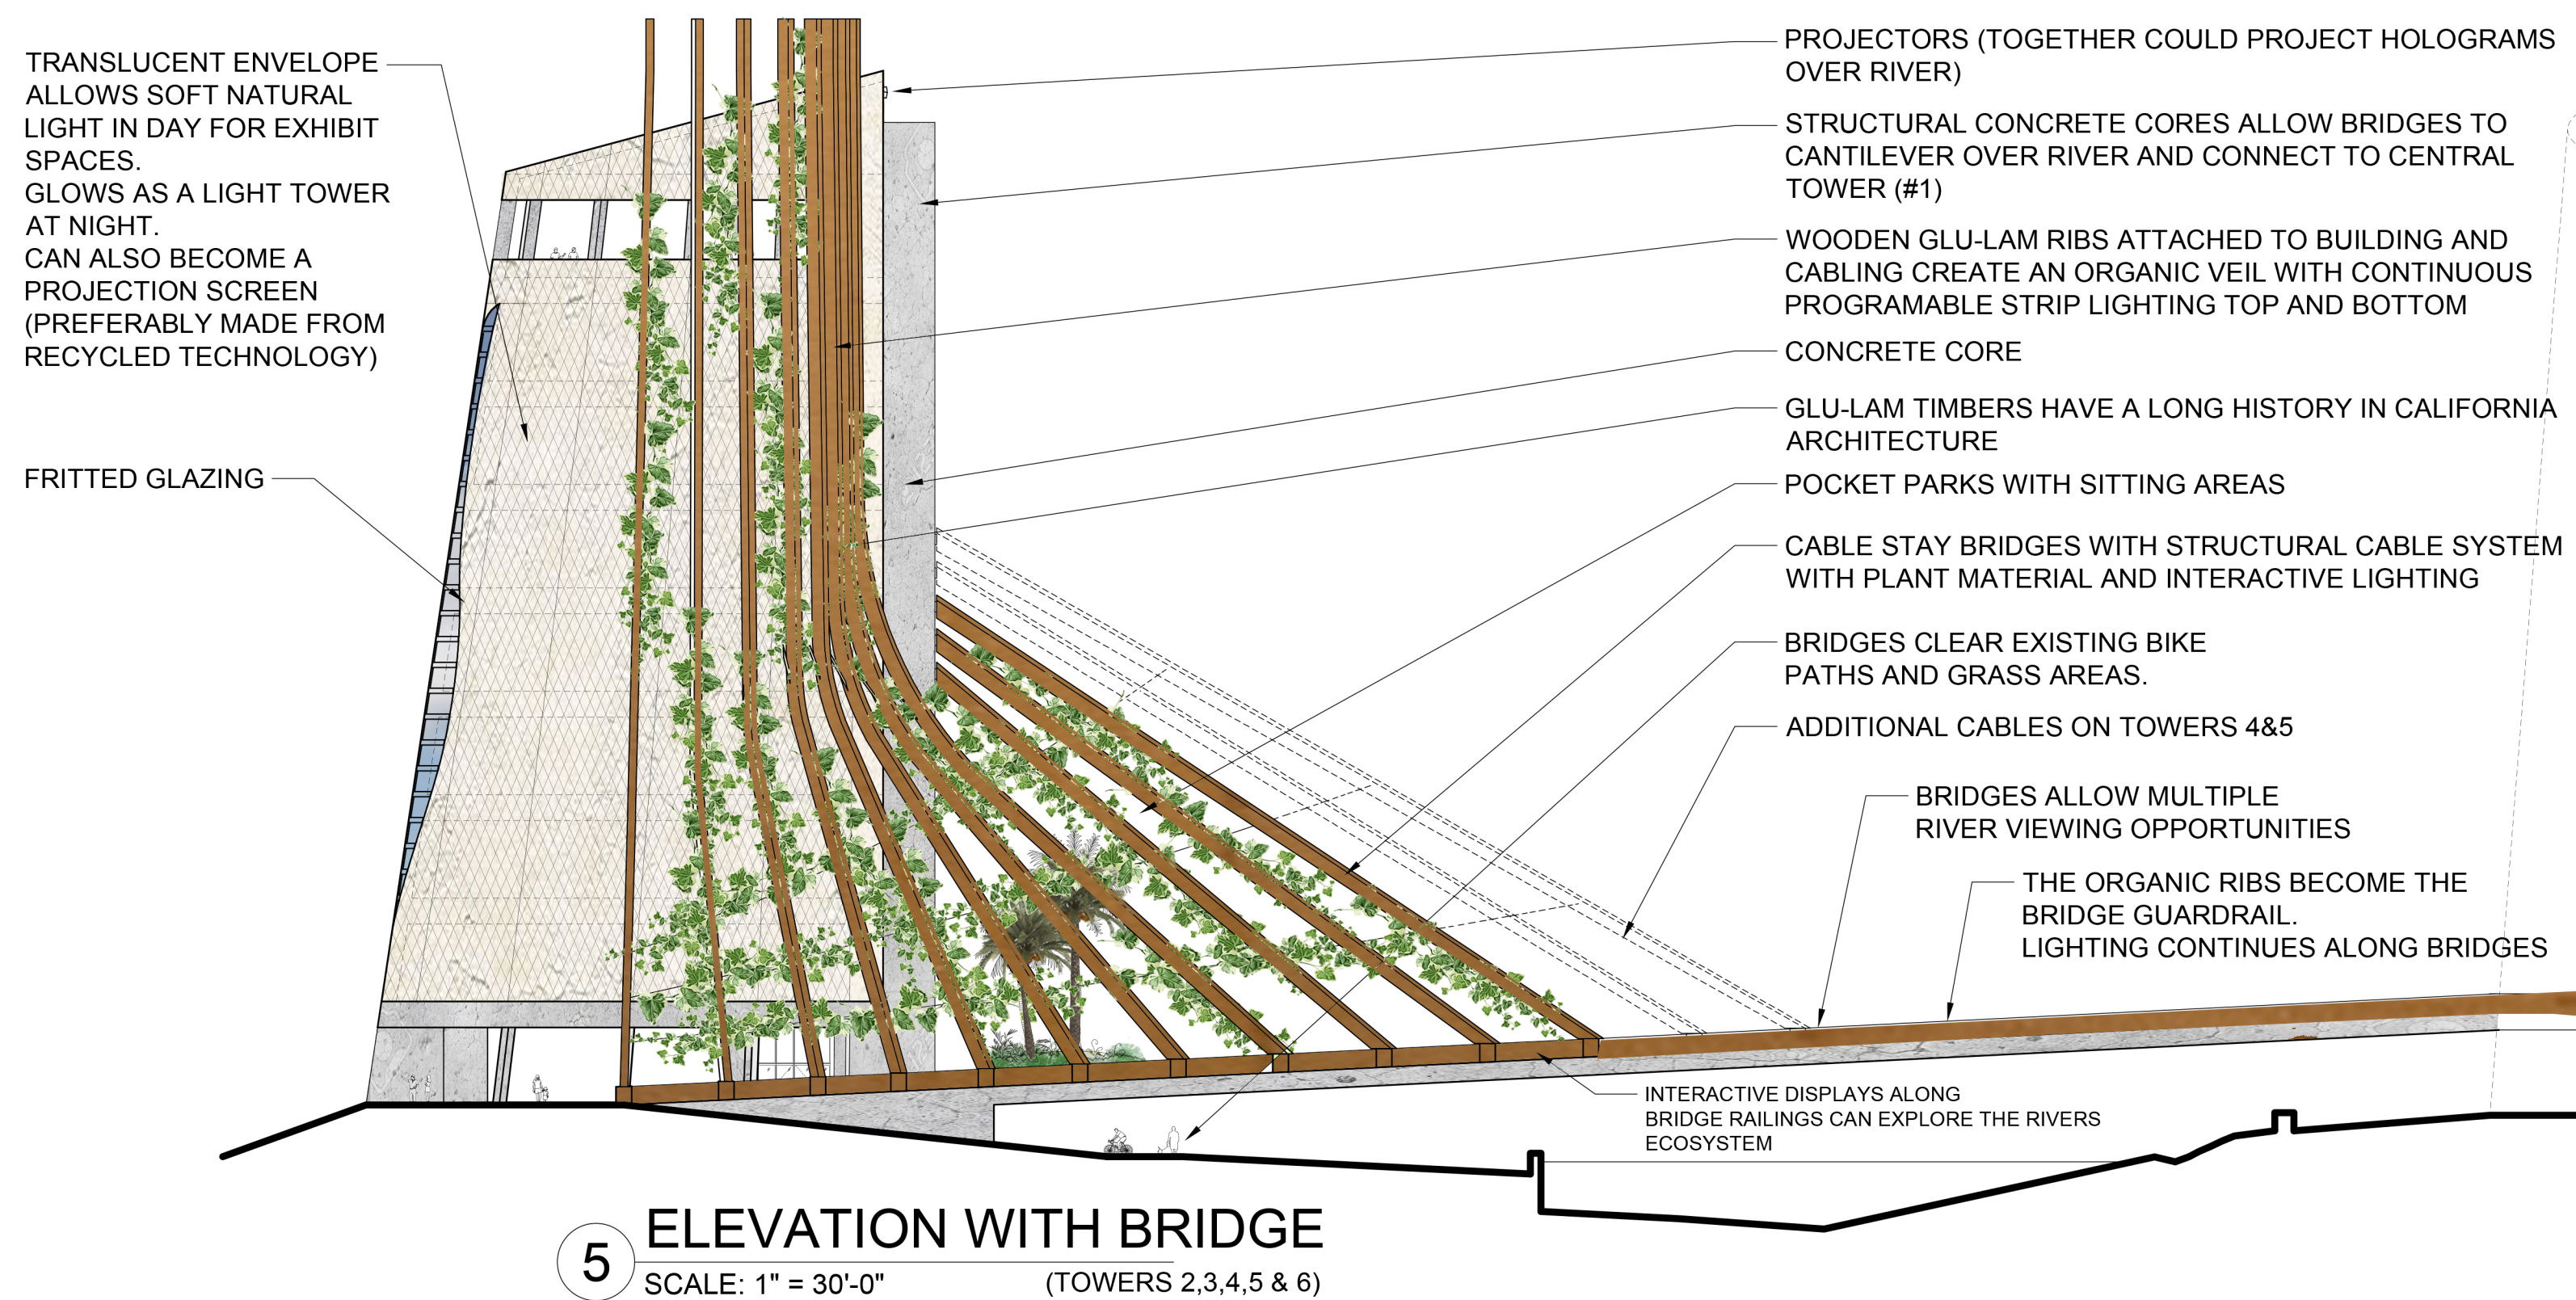 TRANSLUCENT ENVELOPE
ALLOWS SOFT NATURAL
LIGHT IN DAY FOR EXHIBIT
SPACES.
GLOWS AS A LIGHT TOWER
AT NIGHT.
CAN ALSO BECOME A
PROJECTION SCREEN
(PREFERABLY MADE FROM
RECYCLED TECHNOLOGY)
FRITTED GLAZING
PROJECTORS (TOGETHER COULD PROJECT HOLOGRAMS
OVER RIVER)
STRUCTURAL CONCRETE CORES ALLOW BRIDGES TO
CANTILEVER OVER RIVER AND CONNECT TO CENTRAL
TOWER (#1)
WOODEN GLU-LAM RIBS ATTACHED TO BUILDING AND
CABLING CREATE AN ORGANIC VEIL WITH CONTINUOUS
PROGRAMABLE STRIP LIGHTING TOP AND BOTTOM
CONCRETE CORE
GLU-LAM TIMBERS HAVE A LONG HISTORY IN CALIFORNIA
ARCHITECTURE
POCKET PARKS WITH SITTING AREAS
CABLE STAY BRIDGES WITH STRUCTURAL CABLE SYSTEM
WITH PLANT MATERIAL AND INTERACTIVE LIGHTING
BRIDGES CLEAR EXISTING BIKE
PATHS AND GRASS AREAS.
ADDITIONAL CABLES ON TOWERS 4&5
BRIDGES ALLOW MULTIPLE
RIVER VIEWING OPPORTUNITIES
THE ORGANIC RIBS BECOME THE
BRIDGE GUARDRAIL.
LIGHTING CONTINUES ALONG BRIDGES
INTERACTIVE DISPLAYS ALONG
BRIDGE RAILINGS CAN EXPLORE THE RIVERS
ECOSYSTEM
5 ELEVATION WITH BRIDGE
SCALE: 1" = 30'-0" (TOWERS 2,3,4,5 & 6)